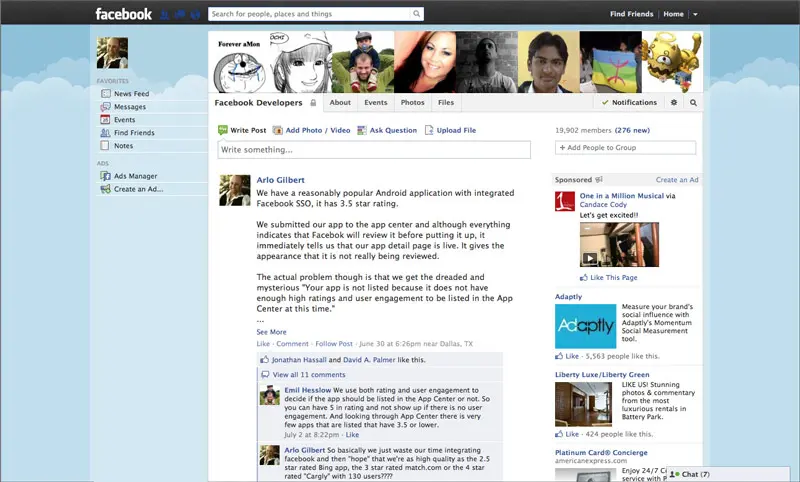 facebook
Search for people, places and things
Find Friends
Home
FAVORITES
News Feed
Messages
Events
Find Friends
Notes
ADS
Ads Manager
Create an Ad...
Forever aMon
Facebook Developers
About
Events
Photos
Files
Notifications
Write Post
Add Photo / Video
Ask Question
Upload File
Write something...
Arlo Gilbert
We have a reasonably popular Android application with integrated
Facebook SSO, it has 3.5 star rating.
We submitted our app to the app center and although everything
indicates that Facebok will review it before putting it up, it
immediately tells us that our app detail page is live. It gives the
appearance that it is not really being reviewed.
The actual problem though is that we get the dreaded and
mysterious "Your app is not listed because it does not have
enough high ratings and user engagement to be listed in the App
Center at this time."
...
See More
Like · Comment · Follow Post · June 30 at 6:26pm near Dallas, TX
Jonathan Hassall and David A. Palmer like this.
View all 11 comments
Emil Hesslow We use both rating and user engagement to
decide if the app should be listed in the App Center or not. So
you can have 5 in rating and not show up if there is no user
engagement. And looking through App Center there is very
few apps that are listed that have 3.5 or lower.
July 2 at 8:22pm · Like
Arlo Gilbert So basically we just waste our time integrating
facebook and then "hope" that we're as high quality as the 2.5
star rated Bing app, the 3 star rated match.com or the 4 star
rated "Cargly" with 130 users????
19,902 members (276 new)
+ Add People to Group
Sponsored
Create an Ad
One in a Million Musical via
Candace Cody
Let's get excited!!
Like This Page
Adaptly
Adaptly
Measure your brand's
social influence with
Adaptly's Momentum
Social Measurement
tool.
Like · 5,563 people like this.
Liberty Luxe/Liberty Green
LIKE US! Stunning
photos & commentary
from the most
luxurious rentals in
Battery Park.
Like · 424 people like this.
Platinum Card® Concierge
americanexpress.com
Enjoy 24/7
service with
Chat (7)